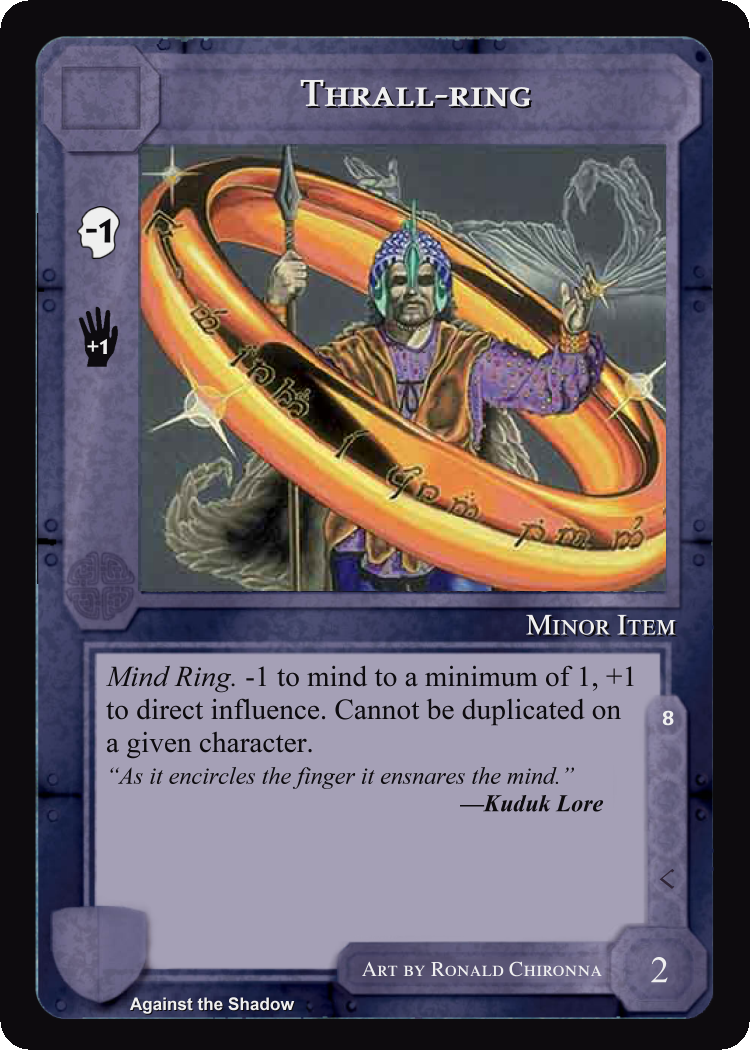 THRALL-RING
-1
+1
MINOR ITEM
Mind Ring. -1 to mind to a minimum of 1, +1
to direct influence. Cannot be duplicated on
a given character.
“As it encircles the finger it ensnares the mind.”
—Kuduk Lore
8
ART BY RONALD CHIRONNA
2
Against the Shadow